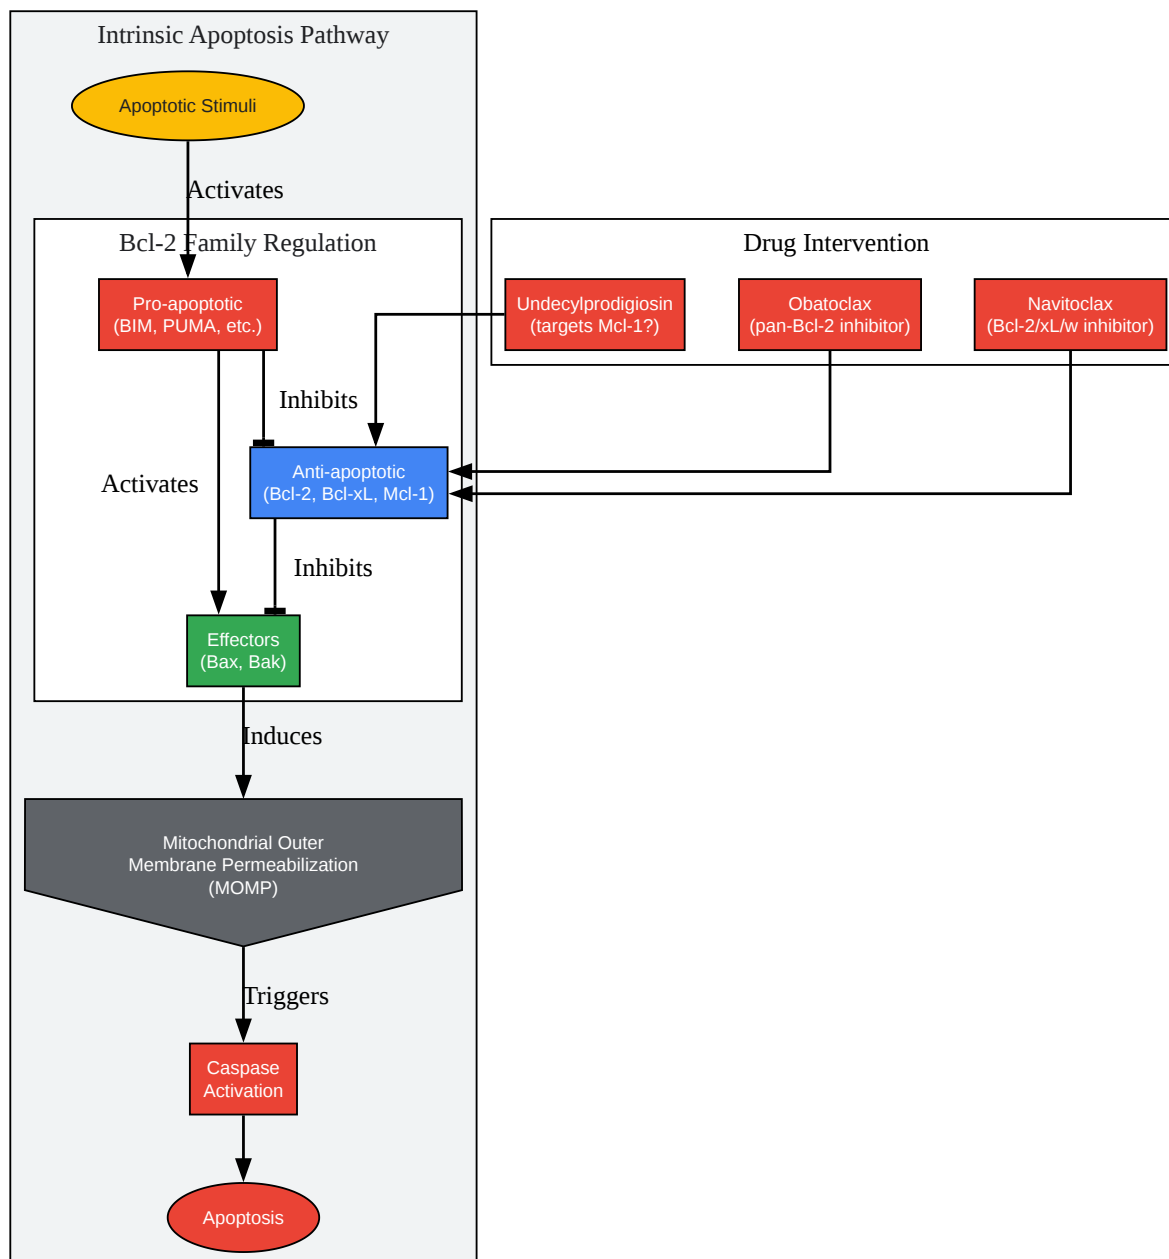 Intrinsic Apoptosis Pathway
Apoptotic Stimuli
Activates
Bcl-2 Family Regulation
Drug Intervention
Pro-apoptotic
(BIM, PUMA, etc.)
Undecylprodigiosin
(targets Mcl-1?)
Obatoclax
(pan-Bcl-2 inhibitor)
Navitoclax
(Bcl-2/xL/w inhibitor)
Inhibits
Anti-apoptotic
(Bcl-2, Bcl-xL, Mcl-1)
Activates
Inhibits
Effectors
(Bax, Bak)
Induces
Mitochondrial Outer
Membrane Permeabilization
(MOMP)
Triggers
Caspase
Activation
Apoptosis